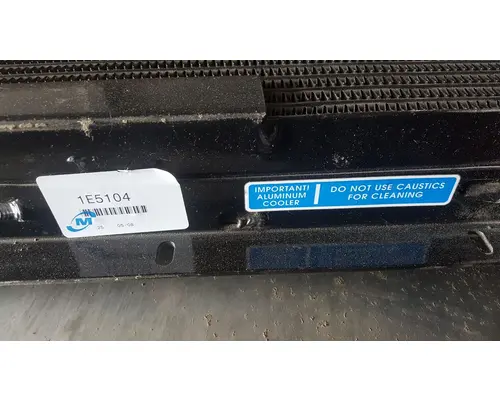 1E5104
M
IMPORTANT!
ALUMINUM
COOLER
DO NOT USE CAUSTICS
FOR CLEANING